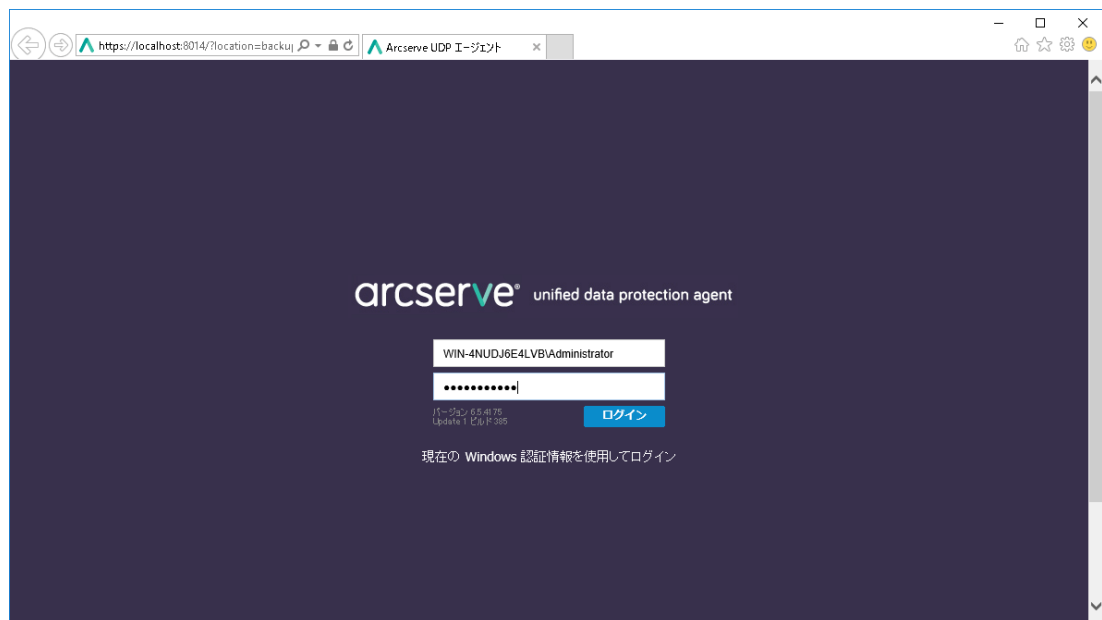 https://localhost:8014/?location=backup
Arcserve UDP エージェント
arcserve® unified data protection agent
WIN-4NUDJ6E4LVB\Administrator
•••••••••••
バージョン 6.5.4175
Update 1 ビルド 385
ログイン
現在の Windows 認証情報を使用してログイン